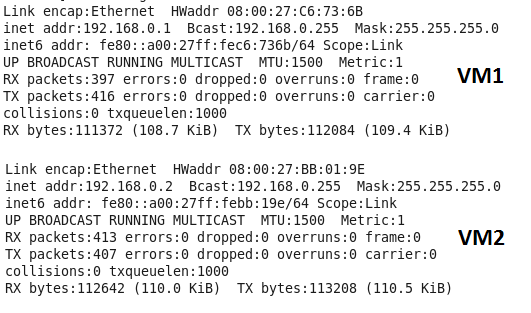 Link encap:Ethernet  HWaddr 08:00:27:C6:73:6B
inet addr:192.168.0.1  Bcast:192.168.0.255  Mask:255.255.255.0
inet6 addr: fe80::a00:27ff:fec6:736b/64 Scope:Link
UP BROADCAST RUNNING MULTICAST  MTU:1500  Metric:1
VM1
RX packets:397 errors:0 dropped:0 overruns:0 frame:0
TX packets:416 errors:0 dropped:0 overruns:0 carrier:0
collisions:0 txqueuelen:1000
RX bytes:111372 (108.7 KiB)  TX bytes:112084 (109.4 KiB)
Link encap:Ethernet  HWaddr 08:00:27:BB:01:9E
inet addr:192.168.0.2  Bcast:192.168.0.255  Mask:255.255.255.0
inet6 addr: fe80::a00:27ff:febb:19e/64 Scope:Link
UP BROADCAST RUNNING MULTICAST  MTU:1500  Metric:1
RX packets:413 errors:0 dropped:0 overruns:0 frame:0
VM2
TX packets:407 errors:0 dropped:0 overruns:0 carrier:0
collisions:0 txqueuelen:1000
RX bytes:112642 (110.0 KiB)  TX bytes:113208 (110.5 KiB)